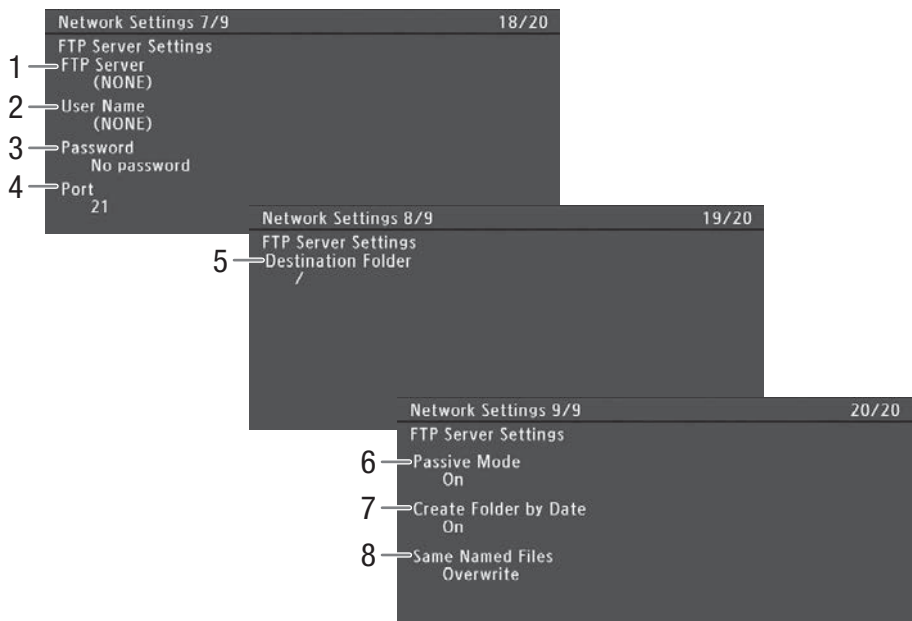 Network Settings 7/9 18/20
FTP Server Settings
1 FTP Server
(NONE)
2 User Name
(NONE)
3 Password
No password
4 Port
21
Network Settings 8/9 19/20
FTP Server Settings
5 Destination Folder
/
Network Settings 9/9 20/20
FTP Server Settings
6 Passive Mode
On
7 Create Folder by Date
On
8 Same Named Files
Overwrite